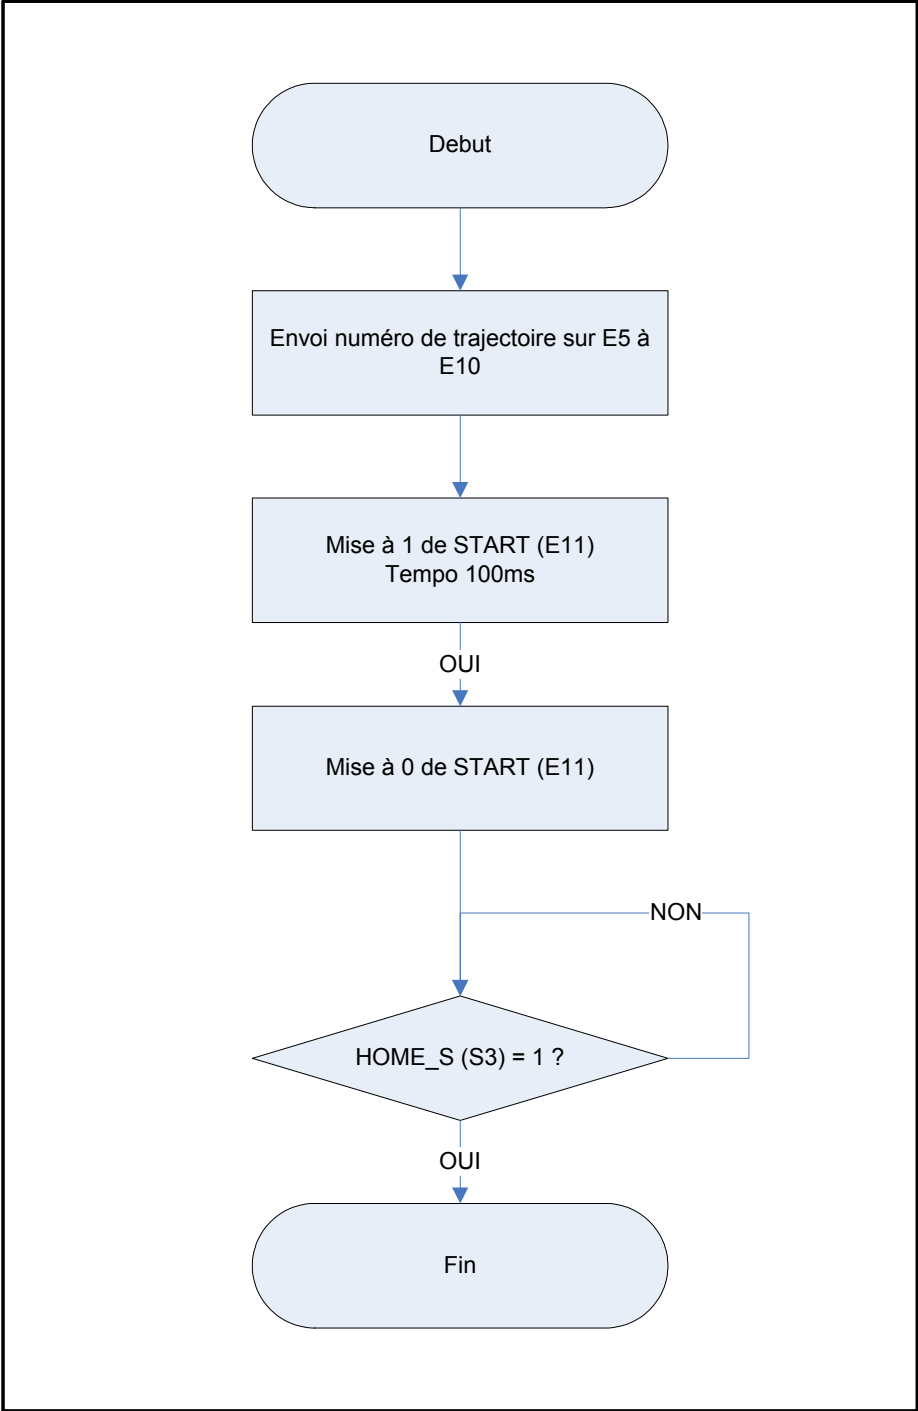 Debut
Envoi numéro de trajectoire sur E5 à
E10
Mise à 1 de START (E11)
Tempo 100ms
OUI
Mise à 0 de START (E11)
NON
HOME_S (S3) = 1 ?
OUI
Fin